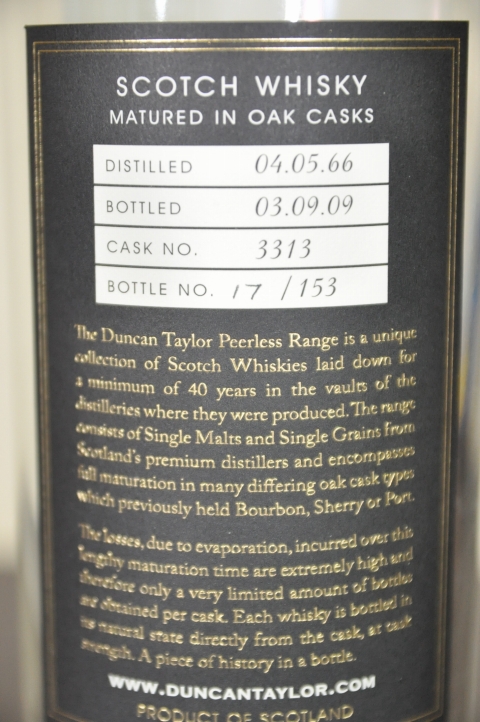 SCOTCH WHISKY
MATURED IN OAK CASKS
DISTILLED 04.05.66
BOTTLED 03.09.09
CASK NO. 3313
BOTTLE NO. 17 / 153
The Duncan Taylor Peerless Range is a unique
collection of Scotch Whiskies laid down for
a minimum of 40 years in the vaults of the
distilleries where they were produced. The range
consists of Single Malts and Single Grains from
Scotland's premium distillers and encompasses
full maturation in many differing oak cask types
which previously held Bourbon, Sherry or Port.
The losses, due to evaporation, incurred over this
lengthy maturation time are extremely high and
therefore only a very limited amount of bottles
are obtained per cask. Each whisky is bottled in
its natural state directly from the cask, at cask
strength. A piece of history in a bottle.
WWW.DUNCANTAYLOR.COM
PRODUCT OF SCOTLAND